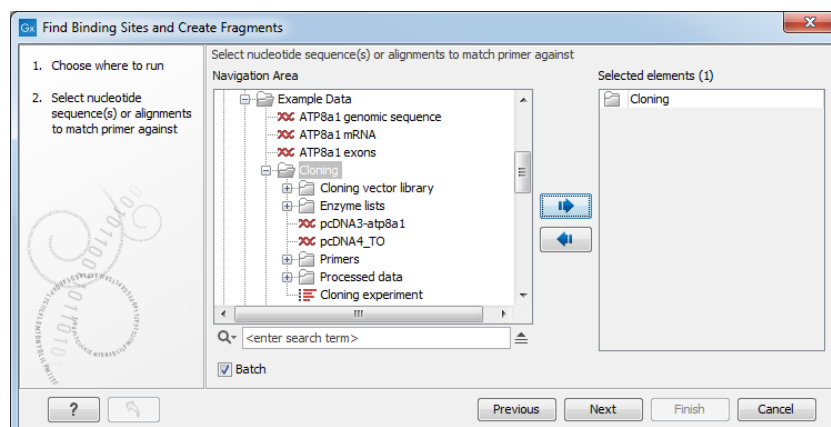 Gx Find Binding Sites and Create Fragments
1. Choose where to run
2. Select nucleotide
sequence(s) or alignments
to match primer against
Select nucleotide sequence(s) or alignments to match primer against
Navigation Area
Example Data
ATP8a1 genomic sequence
ATP8a1 mRNA
ATP8a1 exons
Cloning
Cloning vector library
Enzyme lists
pcDNA3-atp8a1
pcDNA4_TO
Primers
Processed data
Cloning experiment
<enter search term>
Batch
Selected elements (1)
Cloning
?
Previous
Next
Finish
Cancel